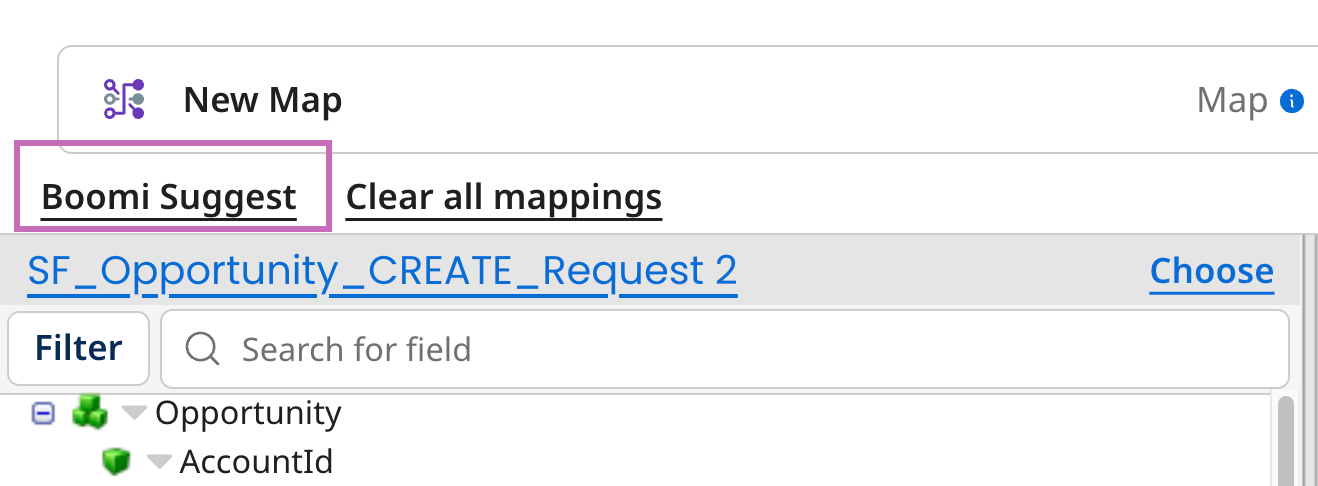 New Map
Map
Boomi Suggest Clear all mappings
SF_Opportunity_CREATE_Request 2 Choose
Filter Search for field
Opportunity
AccountId